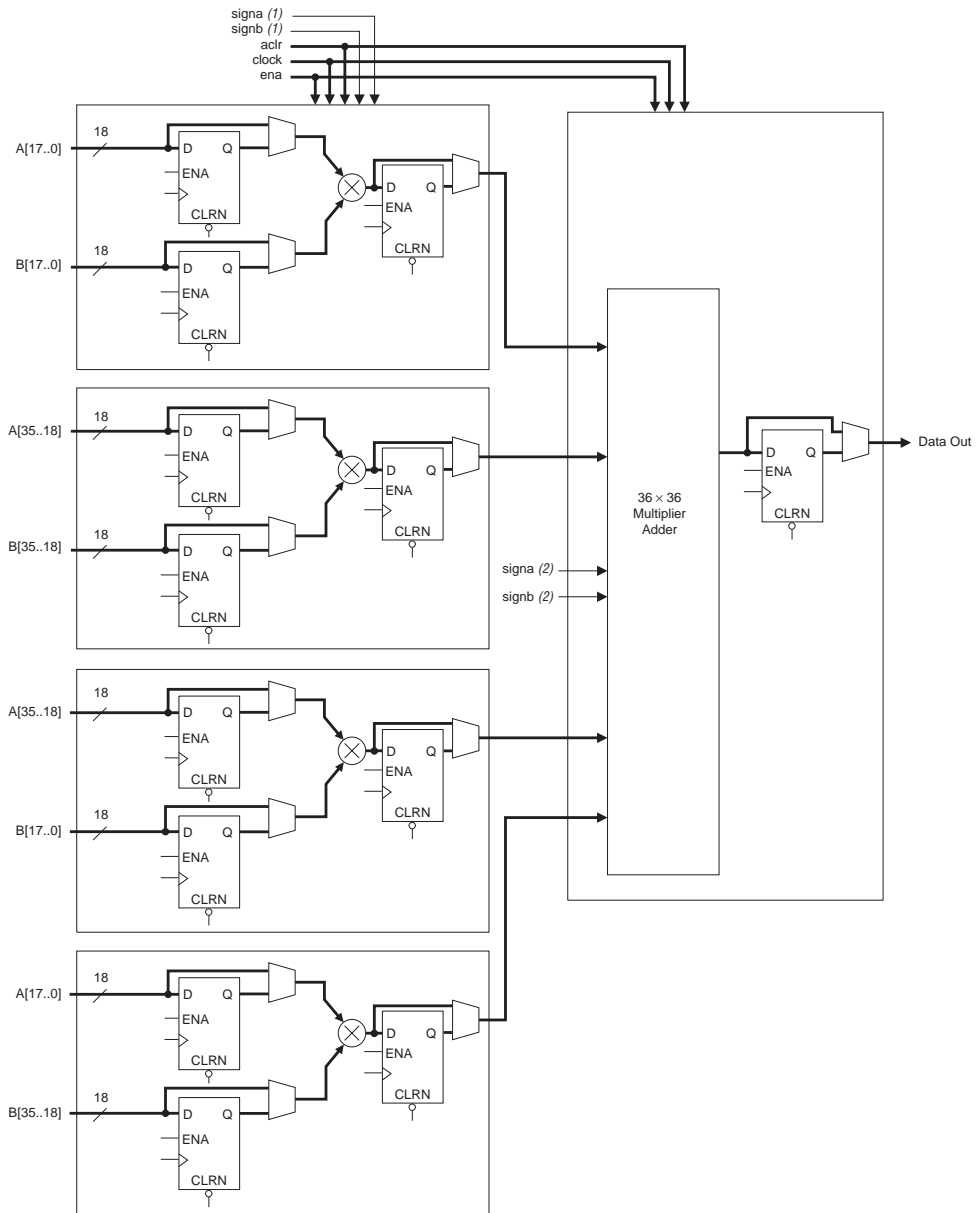 signa (1)
signb (1)
aclr
clock
ena
A[17..0]
18
D Q
ENA
CLRN
B[17..0]
18
D Q
ENA
CLRN
D Q
ENA
CLRN
A[35..18]
18
D Q
ENA
CLRN
B[35..18]
18
D Q
ENA
CLRN
D Q
ENA
CLRN
A[35..18]
18
D Q
ENA
CLRN
B[17..0]
18
D Q
ENA
CLRN
D Q
ENA
CLRN
A[17..0]
18
D Q
ENA
CLRN
B[35..18]
18
D Q
ENA
CLRN
D Q
ENA
CLRN
signa (2)
signb (2)
36 × 36
Multiplier
Adder
D Q
ENA
CLRN
Data Out